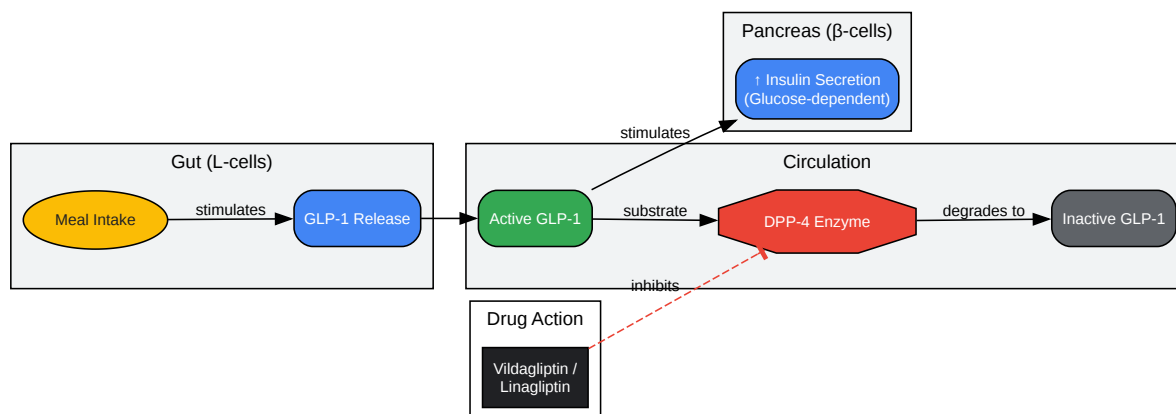 Pancreas (β-cells)
↑ Insulin Secretion
(Glucose-dependent)
stimulates
Gut (L-cells)
Meal Intake
stimulates
GLP-1 Release
Circulation
Active GLP-1
substrate
DPP-4 Enzyme
degrades to
Inactive GLP-1
inhibits
Drug Action
Vildagliptin /
Linagliptin